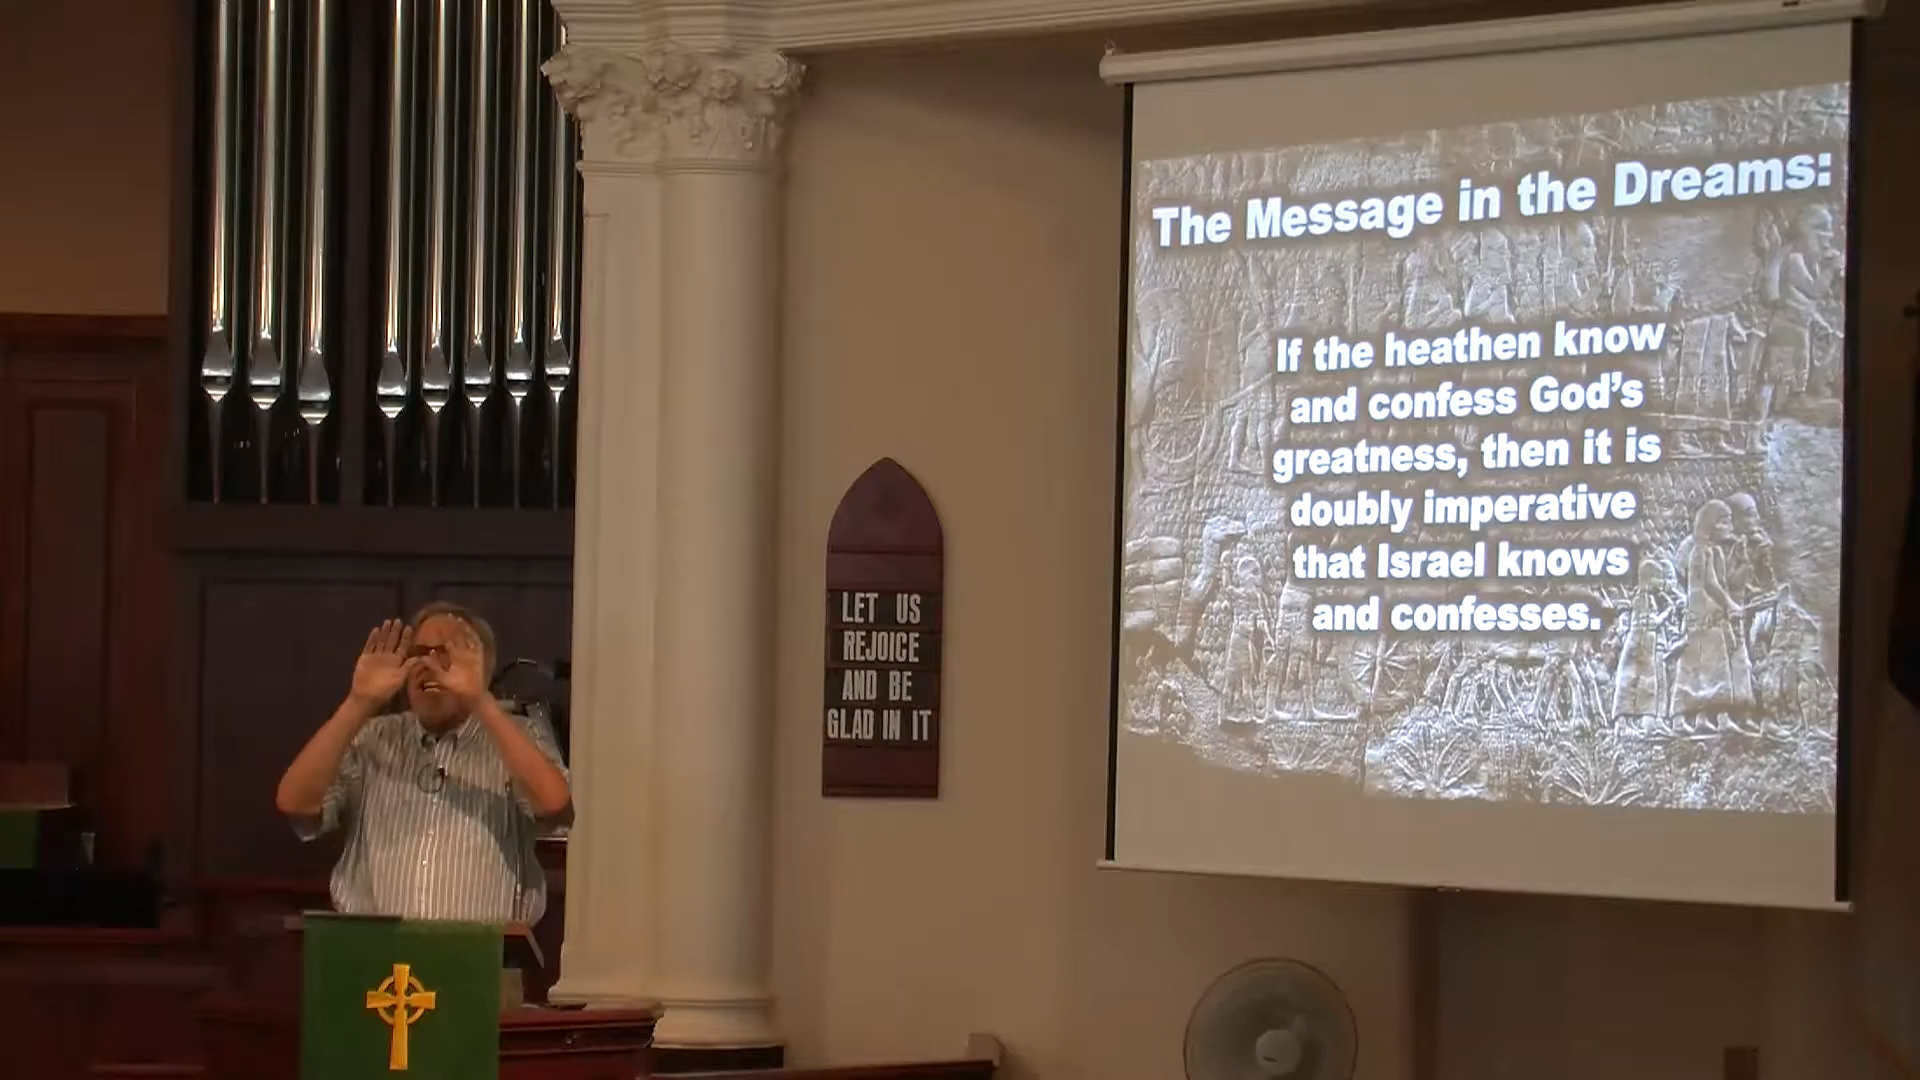 The Message in the Dreams:
If the heathen know
and confess God’s
greatness, then it is
doubly imperative
that Israel knows
and confesses.
LET US
REJOICE
AND BE
GLAD IN IT